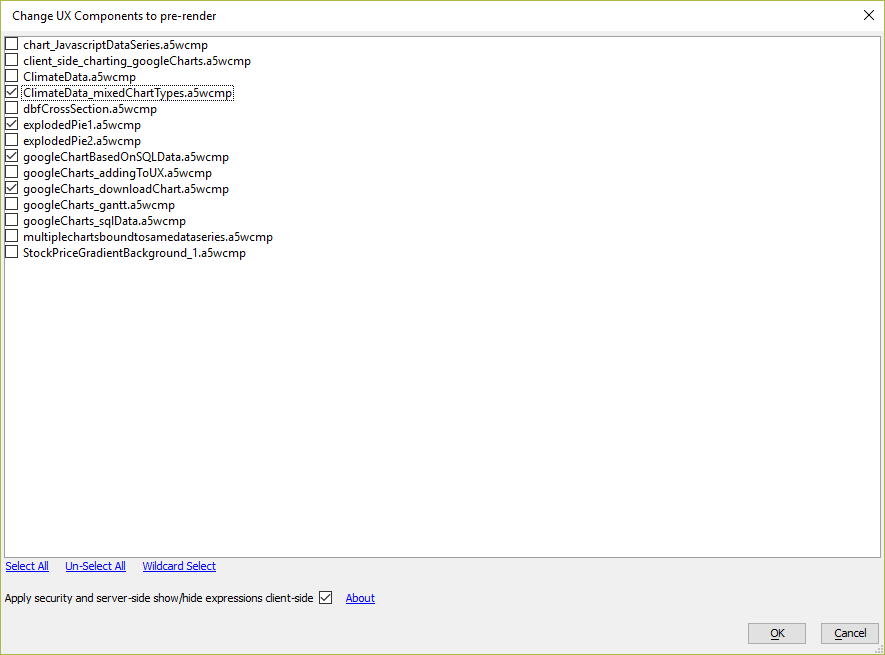 Change UX Components to pre-render
chart_JavascriptDataSeries.a5wcmp
client_side_charting_googleCharts.a5wcmp
ClimateData.a5wcmp
ClimateData_mixedChartTypes.a5wcmp
dbfCrossSection.a5wcmp
explodedPie1.a5wcmp
explodedPie2.a5wcmp
googleChartBasedOnSQLData.a5wcmp
googleCharts_addingToUX.a5wcmp
googleCharts_downloadChart.a5wcmp
googleCharts_gantt.a5wcmp
googleCharts_sqlData.a5wcmp
multiplechartsboundtosamedataseries.a5wcmp
StockPriceGradientBackground_1.a5wcmp
Select All Un-Select All Wildcard Select
Apply security and server-side show/hide expressions client-side About
OK Cancel